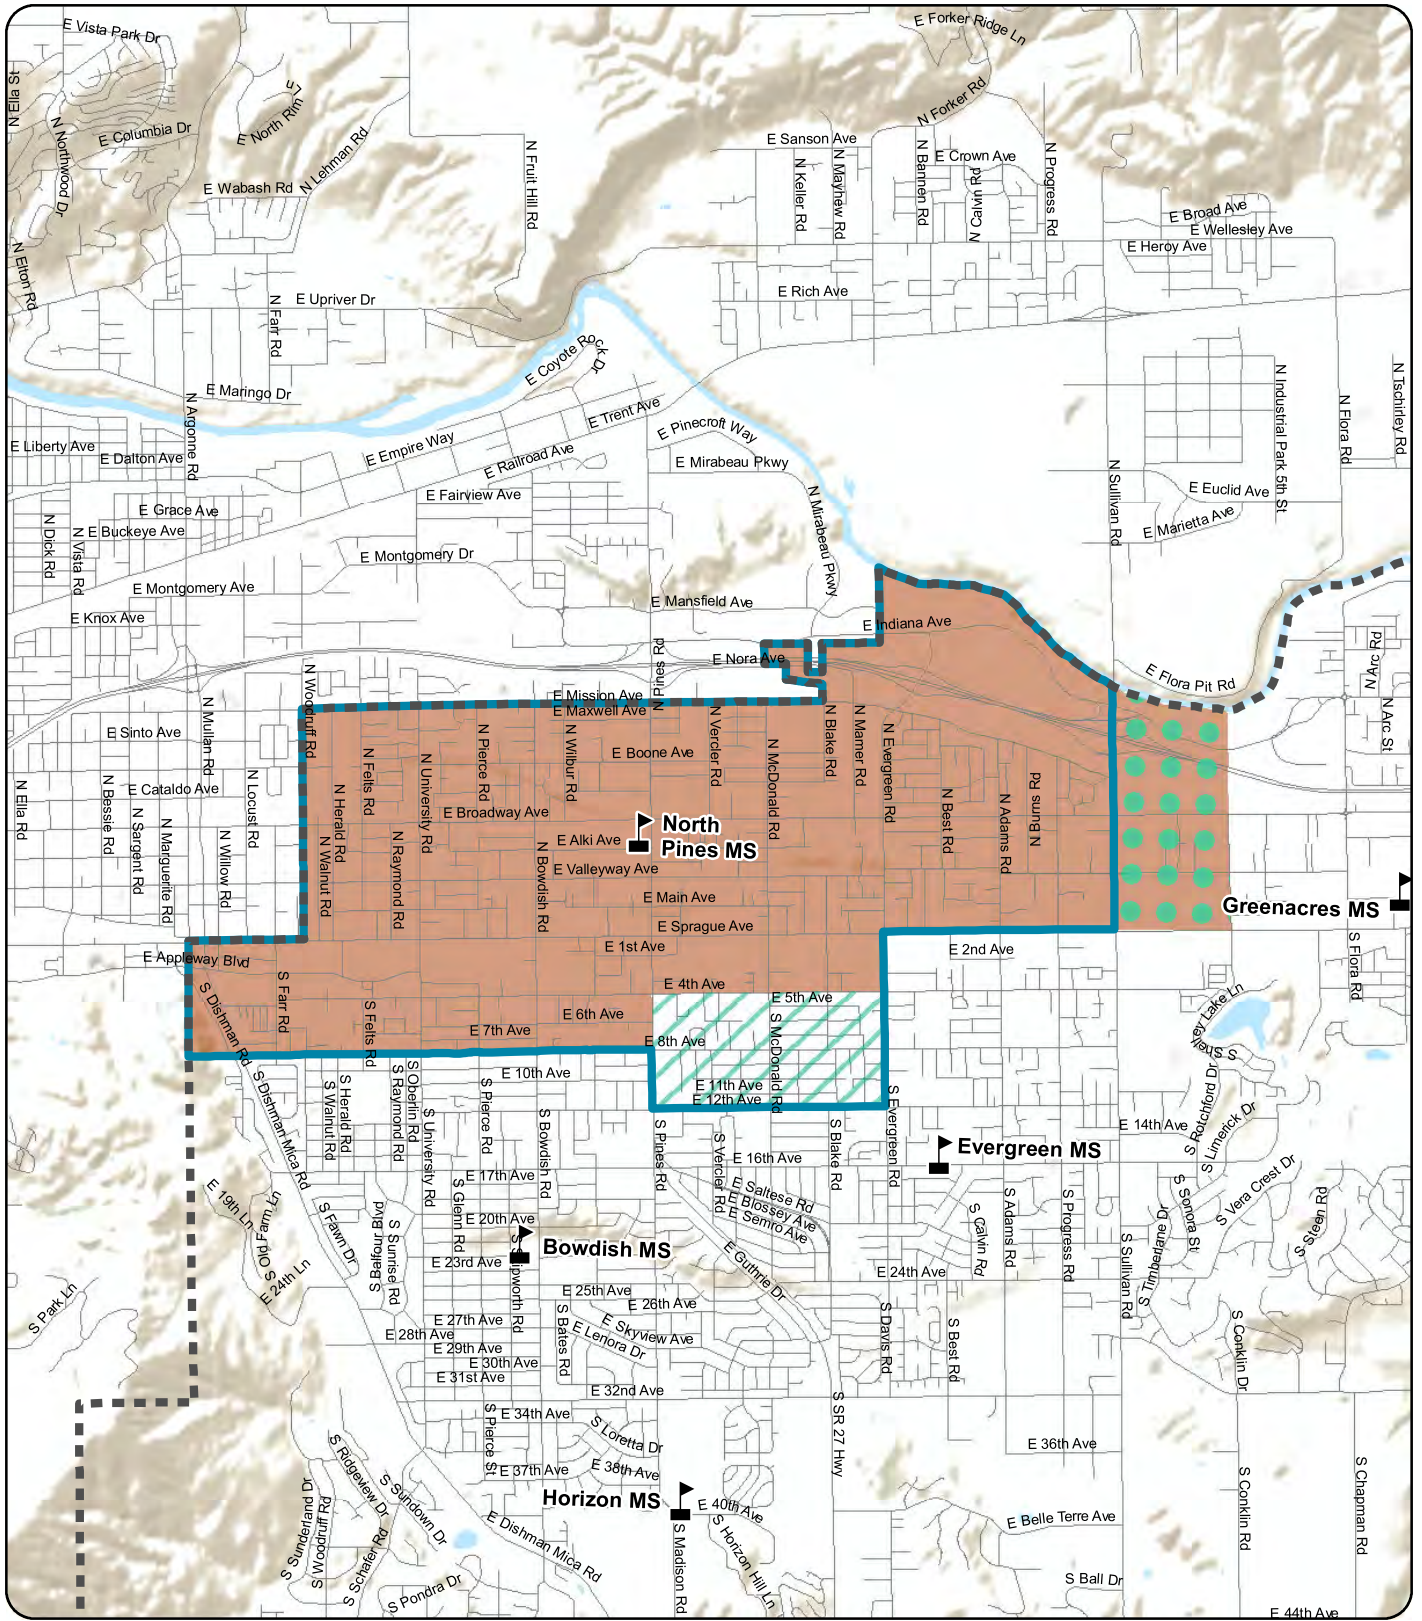 E Vista Park Dr
E Forker Ridge Ln
N Ella St
N Northwood Dr
E Columbia Dr
E North Rim
Ln
N Lehman Rd
E Wabash Rd
N Fruit Hill Rd
N Forker Rd
E Sanson Ave
N Keller Rd
N Mayhew Rd
N Bannen Rd
E Crown Ave
N Calvin Rd
N Progress Rd
E Broad Ave
E Wellesley Ave
E Heroy Ave
N Elton Rd
E Upriver Dr
N Farr Rd
E Rich Ave
E Coyote Rock Dr
E Maringo Dr
N Argonne Rd
E Trent Ave
E Pinecroft Way
E Mirabeau Pkwy
E Liberty Ave
E Dalton Ave
E Empire Way
E Railroad Ave
E Fairview Ave
E Grace Ave
E Buckeye Ave
N Dick Rd
N Vista Rd
E Montgomery Dr
E Montgomery Ave
E Knox Ave
N Mirabeau Pkwy
N Sullivan Rd
N Industrial Park 5th St
N Flora Rd
N Tschirley Rd
E Euclid Ave
E Marietta Ave
E Mansfield Ave
E Indiana Ave
E Nora Ave
N Pines Rd
E Flora Pit Rd
N Arc Rd
N Arc St
E Mission Ave
E Maxwell Ave
N Woodruff Rd
N Mullan Rd
E Sinto Ave
E Cataldo Ave
N Ella Rd
N Bessie Rd
N Sargent Rd
N Marguerite Rd
N Willow Rd
N Locust Rd
N Herald Rd
N Walnut Rd
N Felts Rd
N Raymond Rd
N University Rd
N Pierce Rd
N Wilbur Rd
E Boone Ave
N Vercler Rd
N McDonald Rd
N Blake Rd
N Mamer Rd
N Evergreen Rd
N Best Rd
N Adams Rd
N Burns Rd
E Broadway Ave
E Alki Ave
N Bowdish Rd
E Valleyway Ave
North
Pines MS
E Main Ave
E Sprague Ave
E 1st Ave
Greenacres MS
E Appleway Blvd
E 2nd Ave
S Flora Rd
S Dishman Rd
S Farr Rd
S Felts Rd
E 4th Ave
E 5th Ave
E 6th Ave
E 7th Ave
E 8th Ave
S McDonald Rd
E 10th Ave
E 11th Ave
E 12th Ave
S Shelley Lake Ln
S Dishman Mica Rd
S Walnut Rd
S Herald Rd
S Raymond Rd
S Oberlin Rd
S University Rd
S Pierce Rd
S Bowdish Rd
S Pines Rd
S Vercler Rd
S Blake Rd
S Evergreen Rd
E 14th Ave
S Rotchford Dr
S Limerick Dr
Evergreen MS
E 16th Ave
E 17th Ave
E Saltese Rd
E Blossey Ave
E Semro Ave
E 19th Ln
S Old Farm Ln
E 24th Ln
S Fawn Dr
S Balfour Blvd
S Sunrise Rd
S Glenn Rd
E 20th Ave
Bowdish MS
E 23rd Ave
E Guthrie Dr
E 24th Ave
S Calvin Rd
S Adams Rd
S Progress Rd
S Sullivan Rd
S Timberlane Dr
S Sonora St
S Vera Crest Dr
S Steen Rd
S Park Ln
E 25th Ave
E 26th Ave
E 27th Ave
E 28th Ave
E 29th Ave
E 30th Ave
E 31st Ave
S Bates Rd
E Skyview Ave
E Lenora Dr
E 32nd Ave
S Davis Rd
S Best Rd
S Conklin Dr
S SR 27 Hwy
E 34th Ave
S Pierce St
S Loretta Dr
E 36th Ave
E 37th Ave
E 38th Ave
Horizon MS
E 40th Ave
S Ridgeview Dr
S Sundown Dr
S Sunderland Dr
S Woodruff Rd
S Schafer Rd
E Dishman Mica Rd
S Madison Rd
S Horizon Hill Ln
E Belle Terre Ave
S Conklin Rd
S Chapman Rd
S Pondra Dr
S Ball Dr
E 44th Ave